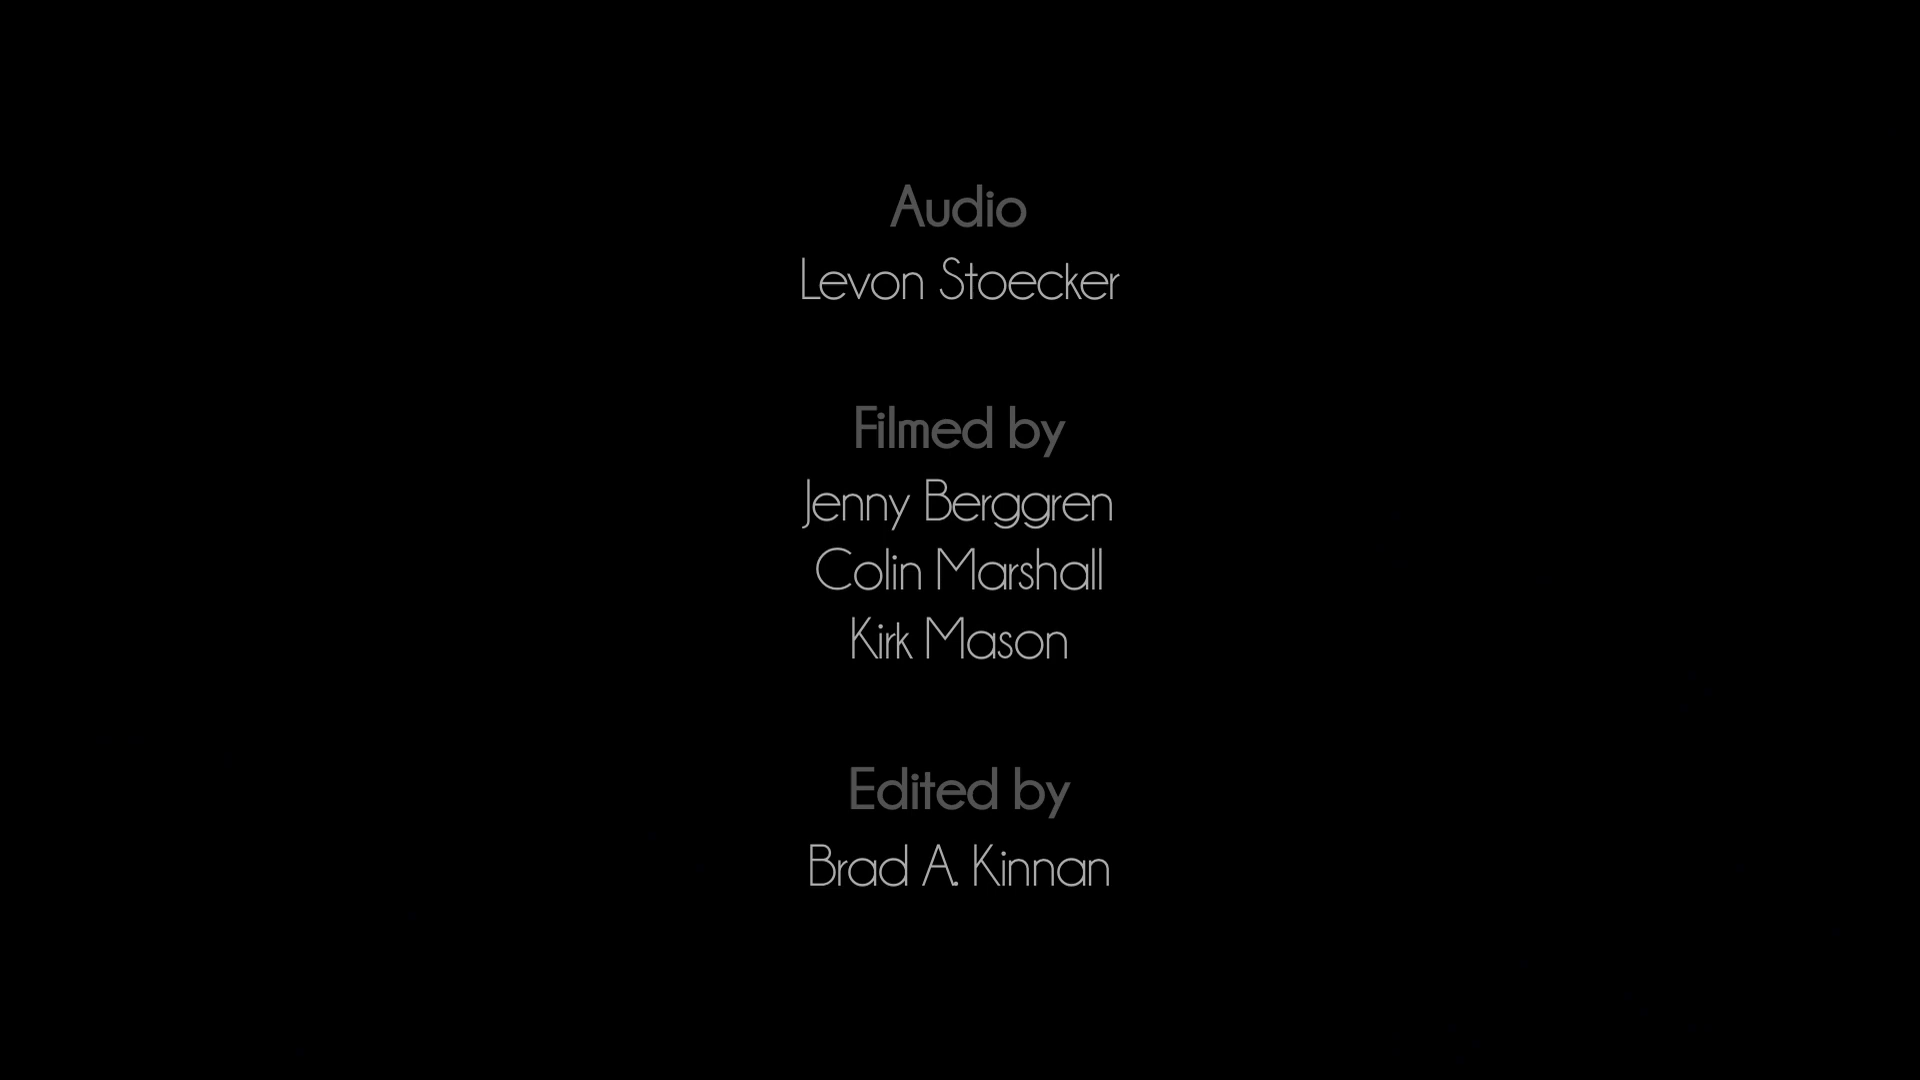 Audio
Levon Stoecker
Filmed by
Jenny Berggren
Colin Marshall
Kirk Mason
Edited by
Brad A. Kinnan